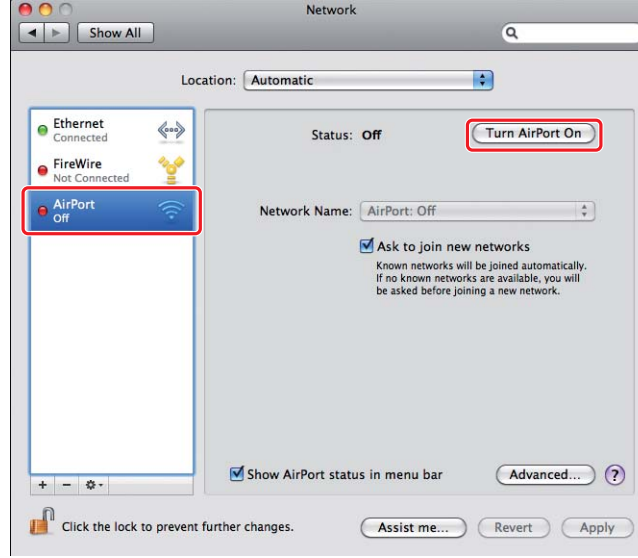 Network
Show All
Location: Automatic
Ethernet
Connected
FireWire
Not Connected
AirPort
Off
Status: Off
Turn AirPort On
Network Name: AirPort: Off
Ask to join new networks
Known networks will be joined automatically.
If no known networks are available, you will
be asked before joining a new network.
Show AirPort status in menu bar
Advanced...
?
Click the lock to prevent further changes.
Assist me...
Revert
Apply